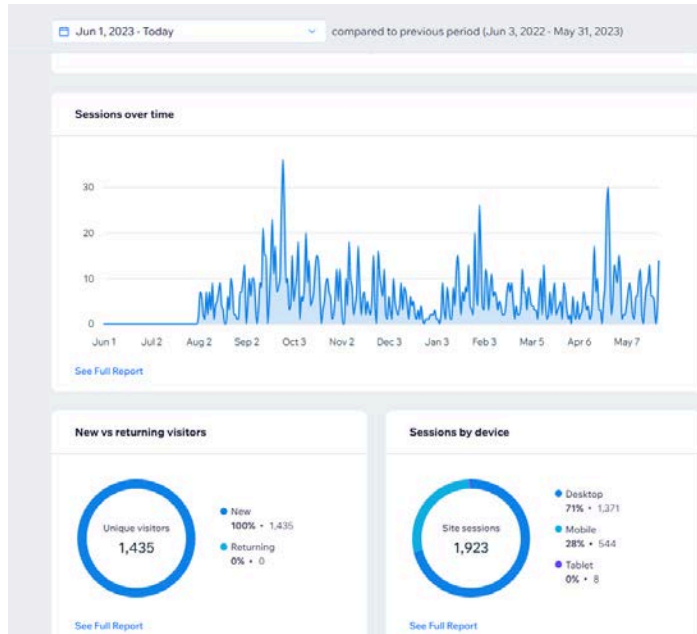 Jun 1, 2023 - Today
compared to previous period (Jun 3, 2022 - May 31, 2023)
Sessions over time
30
20
10
0
Jun 1 Jul 2 Aug 2 Sep 2 Oct 3 Nov 2 Dec 3 Jan 3 Feb 3 Mar 5 Apr 6 May 7
See Full Report
New vs returning visitors
Unique visitors
1,435
New
100% • 1,435
Returning
0% • 0
See Full Report
Sessions by device
Site sessions
1,923
Desktop
71% • 1,371
Mobile
28% • 544
Tablet
0% • 8
See Full Report